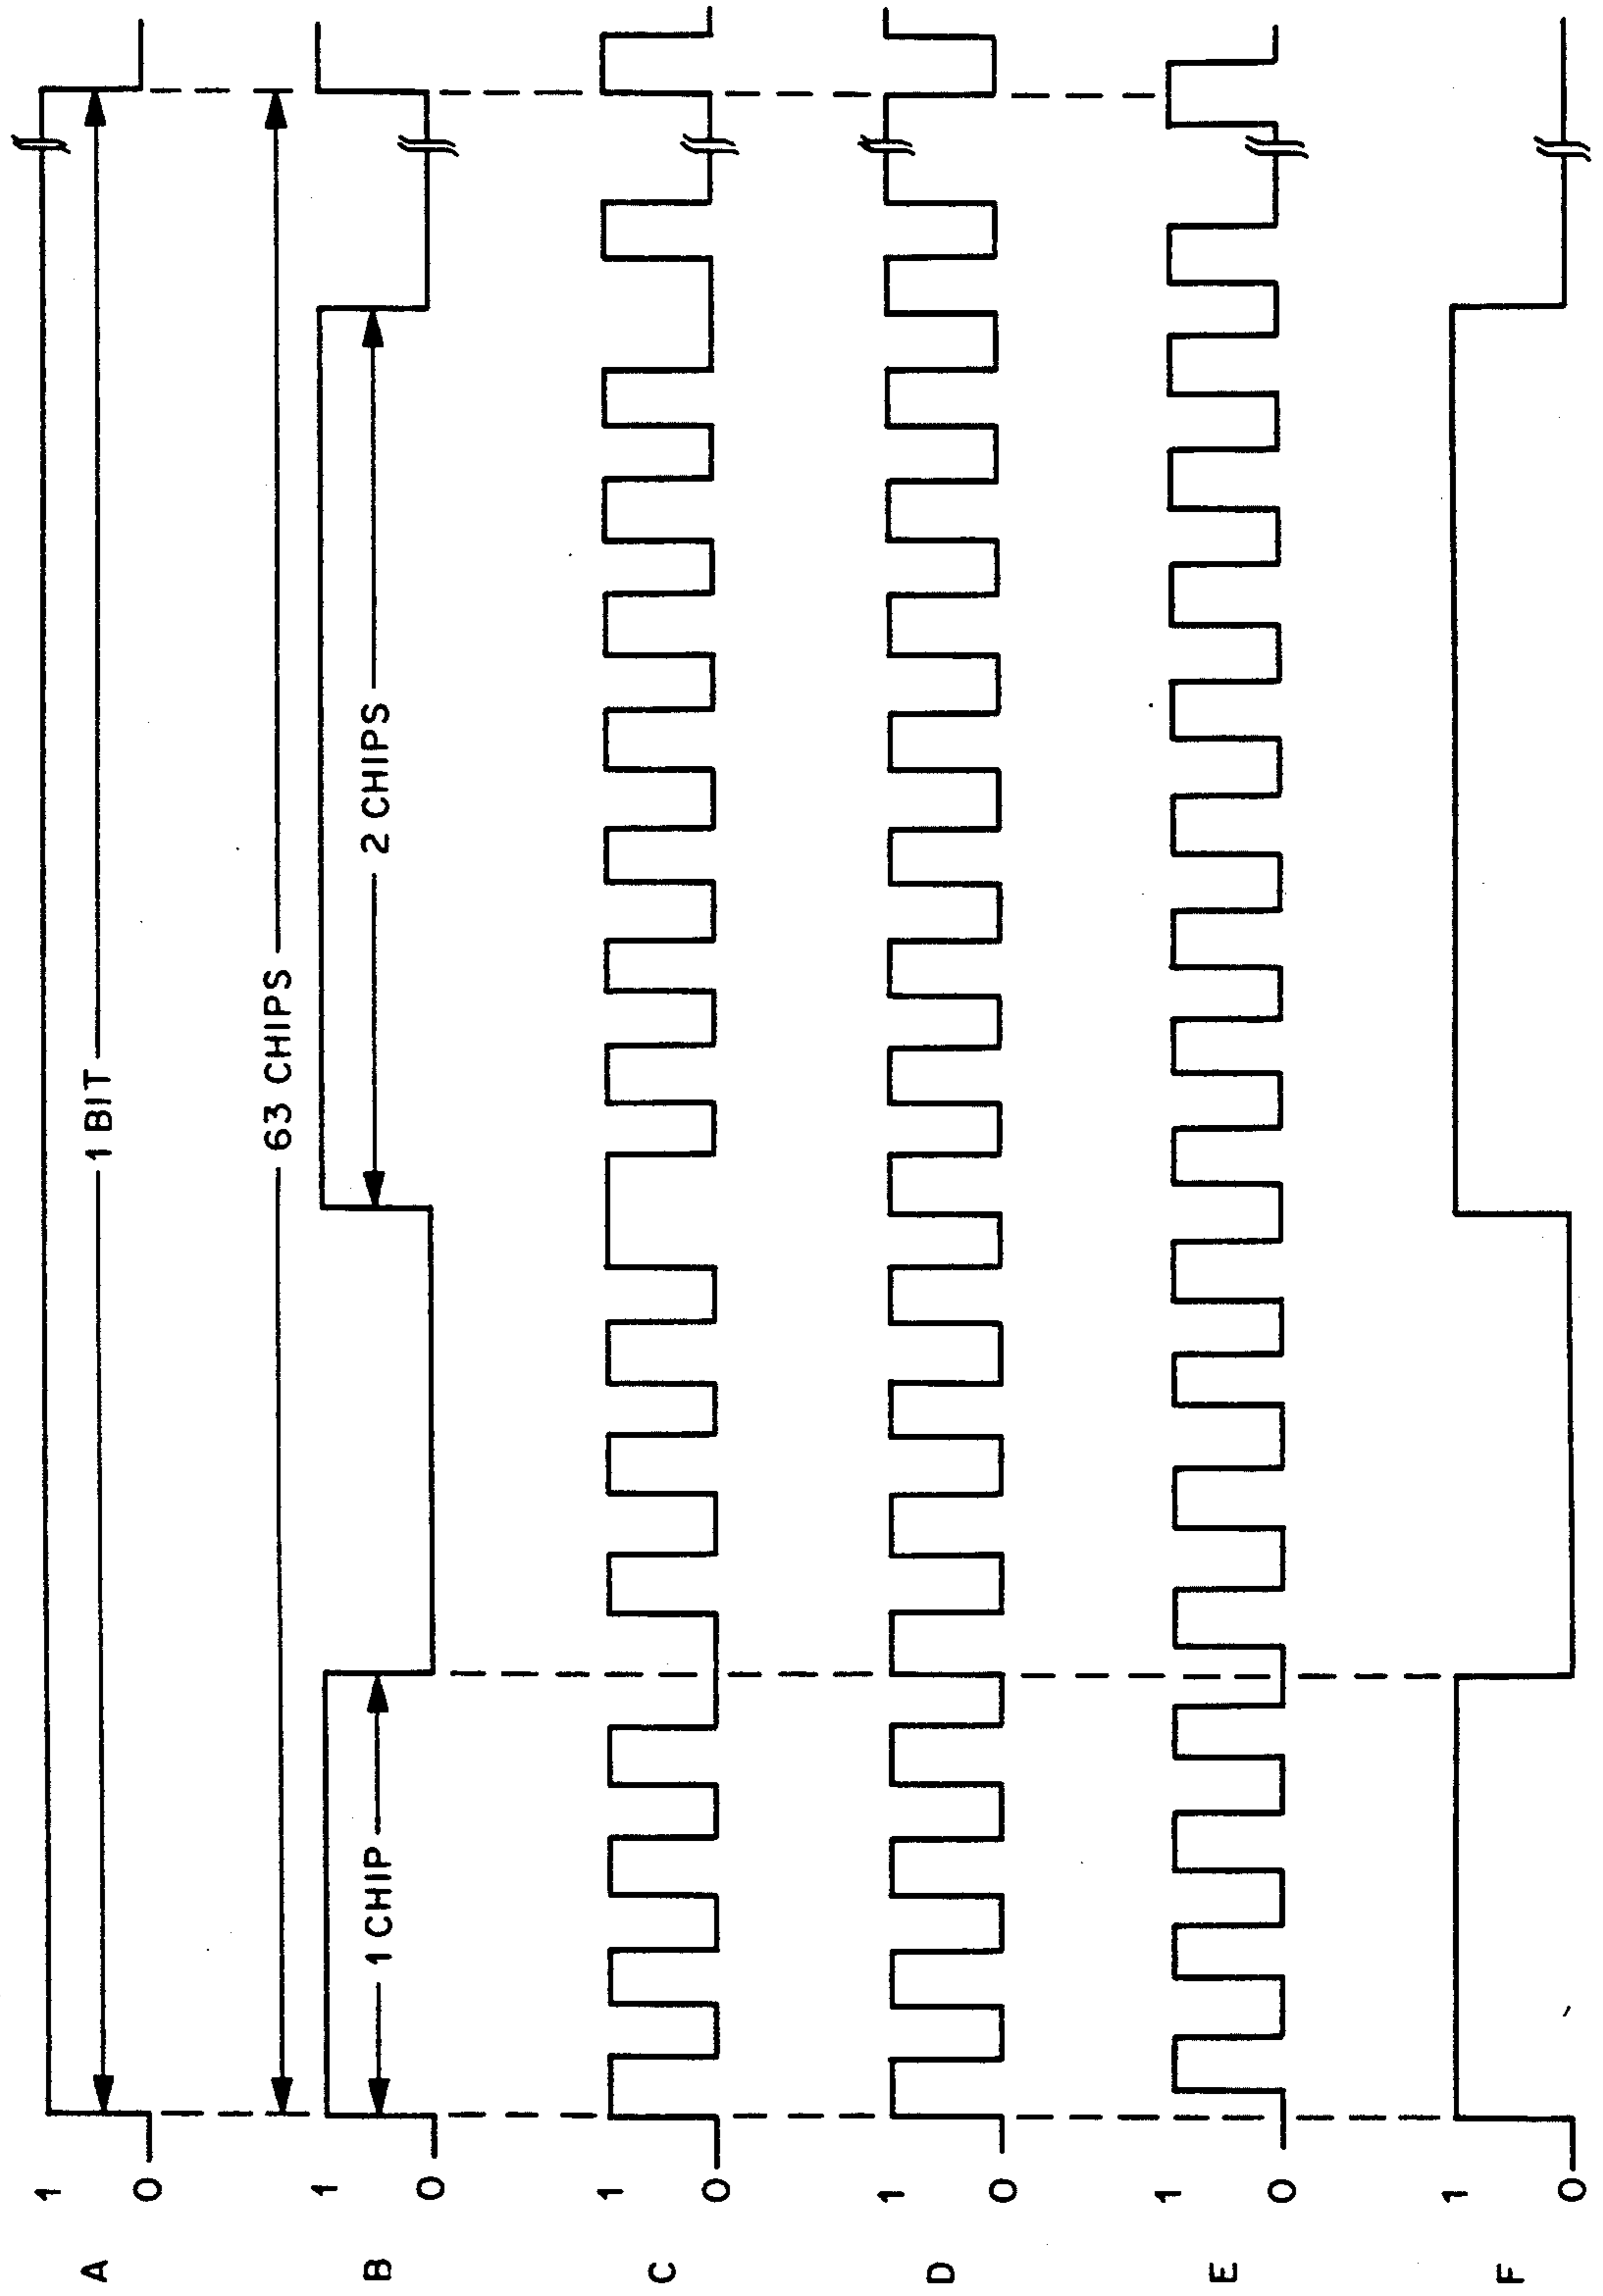 A 1 0
1 BIT
63 CHIPS
B 1 0
1 CHIP
2 CHIPS
C 1 0
D 1 0
E 1 0
F 1 0